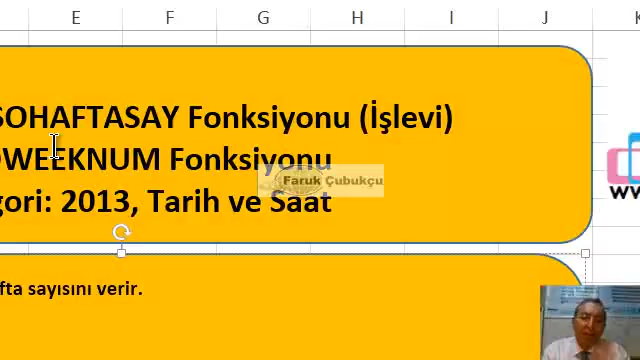 E F G H I J K
SOHAFTASAY Fonksiyonu (İşlevi)
OWEEKNUM Fonksiyonu
gori: 2013, Tarih ve Saat
Faruk Çubukçu
fta sayısını verir.